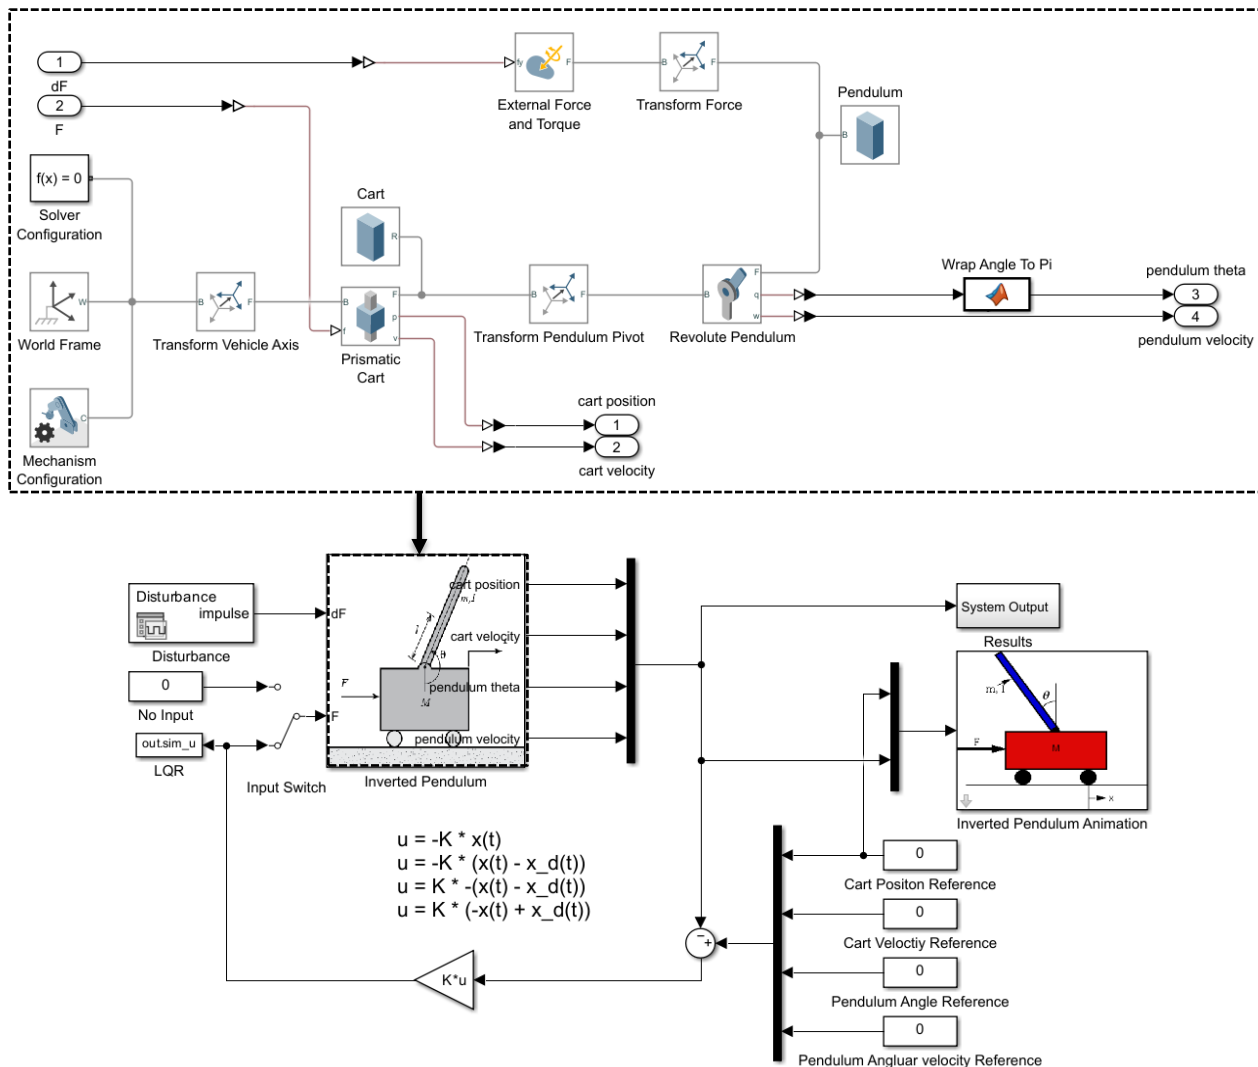 1
dF
2
F
fy
F
External Force
and Torque
B
F
Transform Force
Pendulum
B
f(x) = 0
Solver
Configuration
Cart
R
W
World Frame
B
F
Transform Vehicle Axis
B
F
f
p
v
Prismatic
Cart
B
F
Transform Pendulum Pivot
B
F
q
w
Revolute Pendulum
Wrap Angle To Pi
pendulum theta
3
4
pendulum velocity
C
Mechanism
Configuration
cart position
1
2
cart velocity
Disturbance
impulse
Disturbance
0
No Input
out.sim_u
LQR
Input Switch
dF
F
F
m,l
l
θ
M
cart position
cart velocity
pendulum theta
pendulum velocity
Inverted Pendulum
System Output
Results
m, l
θ
F
M
x
Inverted Pendulum Animation
u = -K * x(t)
u = -K * (x(t) - x_d(t))
u = K * -(x(t) - x_d(t))
u = K * (-x(t) + x_d(t))
K*u
−
+
0
Cart Positon Reference
0
Cart Veloctiy Reference
0
Pendulum Angle Reference
0
Pendulum Angluar velocity Reference